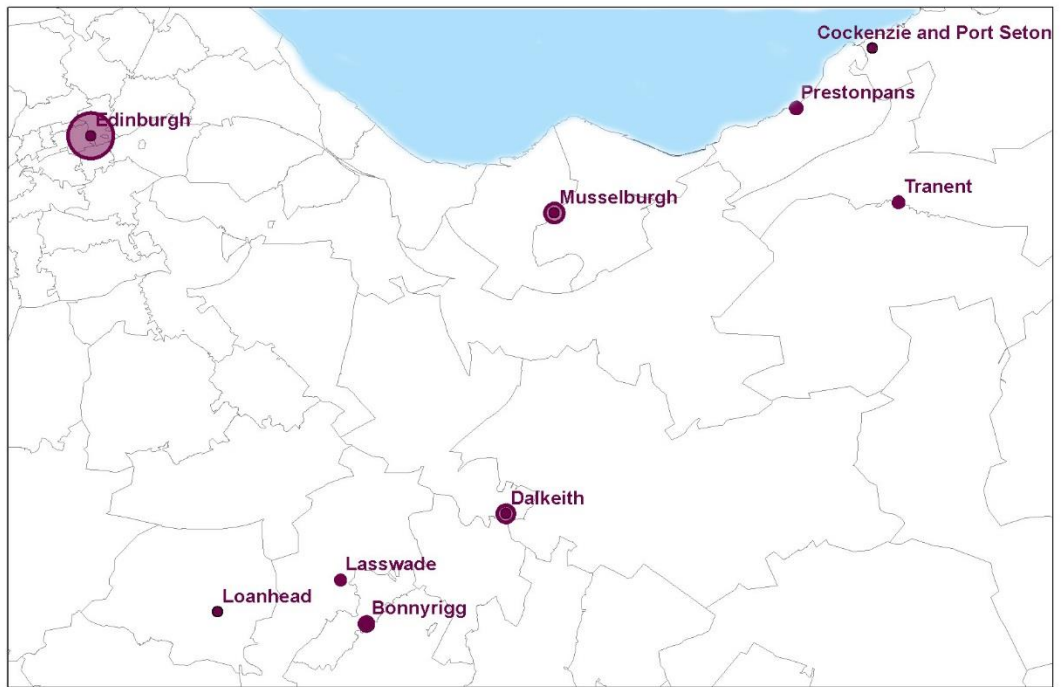 Cockenzie and Port Seton
Prestonpans
Edinburgh
Tranent
Musselburgh
Dalkeith
Lasswade
Loanhead
Bonnyrigg